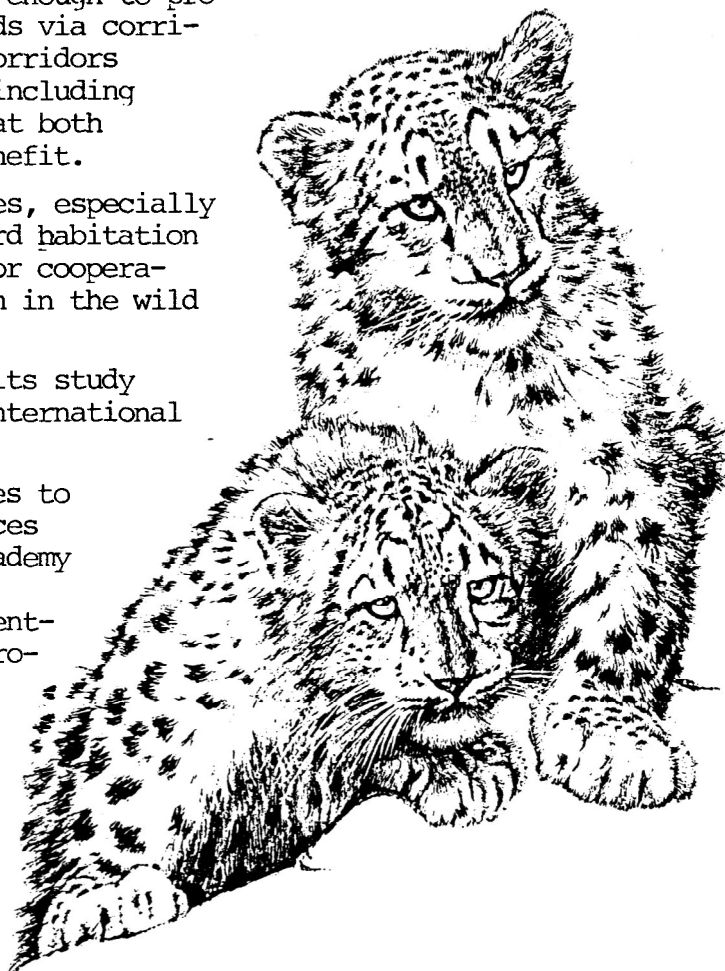 enough to pro-
ds via corri-
orridors
including
at both
nefit.
es, especially
rd habitation
or coopera-
n in the wild
its study
nternational
es to
ces
ademy
ent-
ro-